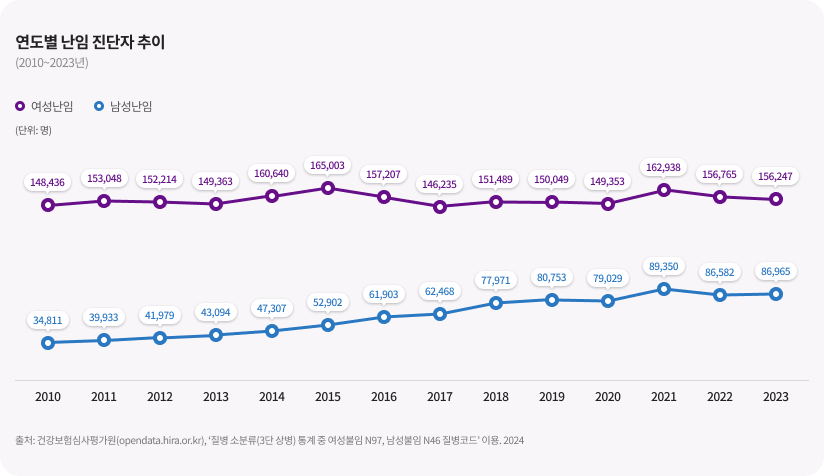 연도별 난임 진단자 추이
(2010~2023년)
여성난임 남성난임
(단위: 명)
148,436 153,048 152,214 149,363 160,640 165,003 157,207 146,235 151,489 150,049 149,353 162,938 156,765 156,247
34,811 39,933 41,979 43,094 47,307 52,902 61,903 62,468 77,971 80,753 79,029 89,350 86,582 86,965
2010 2011 2012 2013 2014 2015 2016 2017 2018 2019 2020 2021 2022 2023
출처: 건강보험심사평가원(opendata.hira.or.kr), '질병 소분류(3단 상병) 통계 중 여성불임 N97, 남성불임 N46 질병코드' 이용. 2024